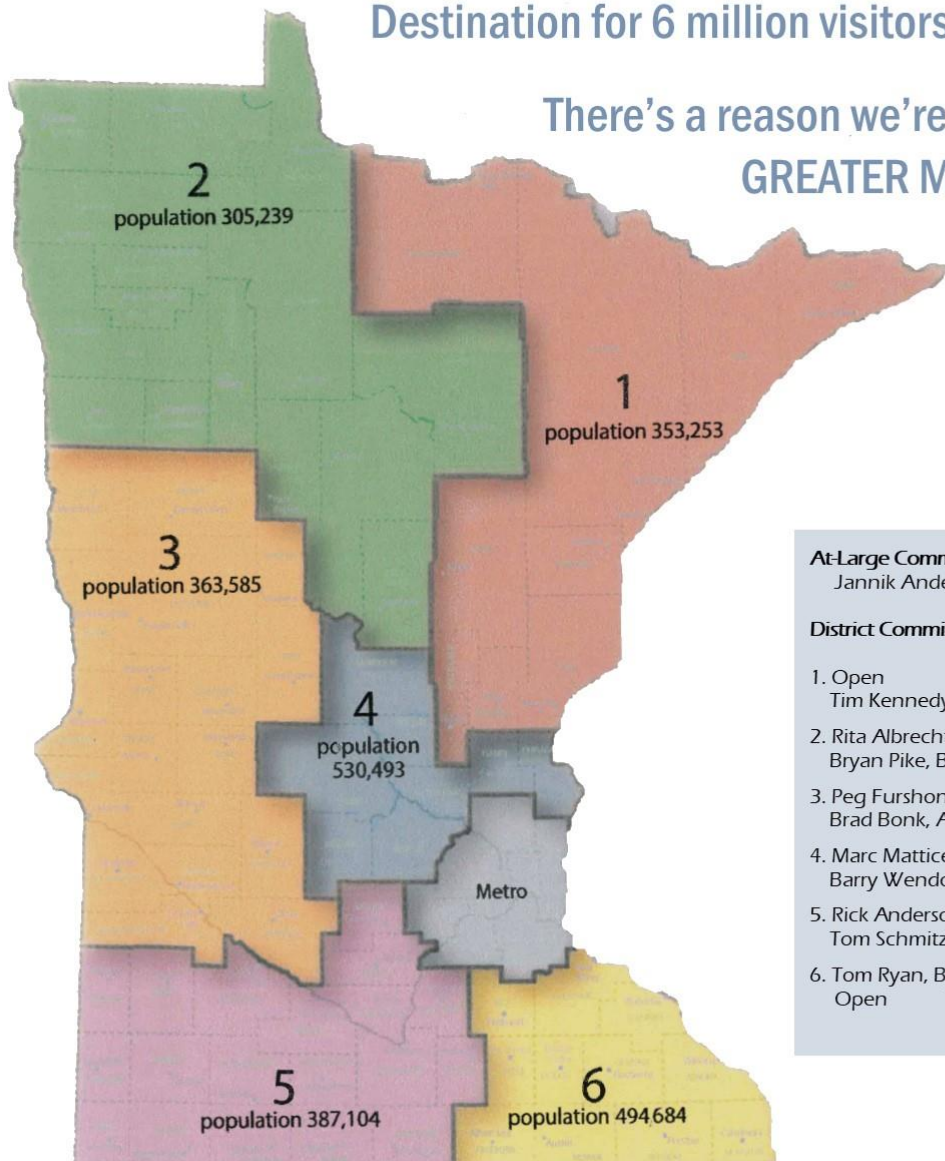 Destination for 6 million visitors
There's a reason we're
GREATER M
2
population 305,239
1
population 353,253
3
population 363,585
4
population
530,493
Metro
5
population 387,104
6
population 494684
At-Large Comm
Jannik Ande
District Commi
1. Open
Tim Kennedy
2. Rita Albrech
Bryan Pike, B
3. Peg Furshon
Brad Bonk, A
4. Marc Mattice
Barry Wendo
5. Rick Anderso
Tom Schmitz
6. Tom Ryan, B
Open